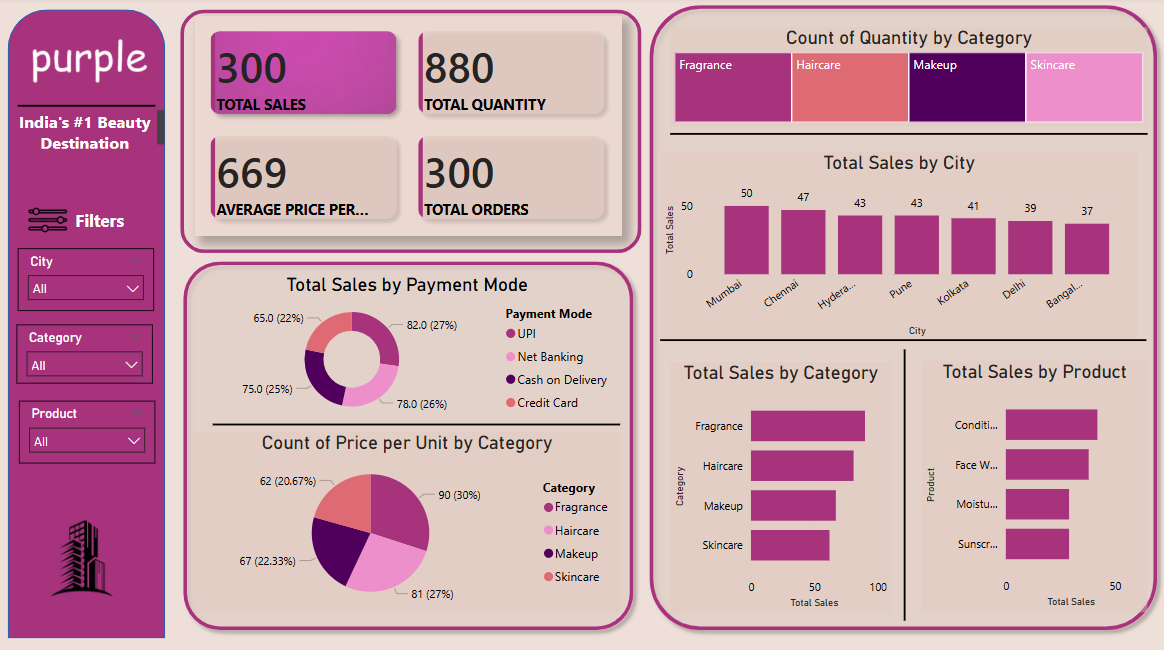 purple
India's #1 Beauty
Destination
Filters
City
All
Category
All
Product
All
300
TOTAL SALES
880
TOTAL QUANTITY
669
AVERAGE PRICE PER...
300
TOTAL ORDERS
Total Sales by Payment Mode
65.0 (22%)
82.0 (27%)
75.0 (25%)
78.0 (26%)
Payment Mode
UPI
Net Banking
Cash on Delivery
Credit Card
Count of Price per Unit by Category
62 (20.67%)
90 (30%)
67 (22.33%)
81 (27%)
Category
Fragrance
Haircare
Makeup
Skincare
Count of Quantity by Category
Fragrance Haircare Makeup Skincare
Total Sales by City
Total Sales
50
0
50 47 43 43 41 39 37
Mumbai Chennai Hydera... Pune Kolkata Delhi Bangal...
City
Total Sales by Category
Category
Fragrance
Haircare
Makeup
Skincare
0 50 100
Total Sales
Total Sales by Product
Product
Conditi...
Face W...
Moistu...
Sunscr...
0 50
Total Sales